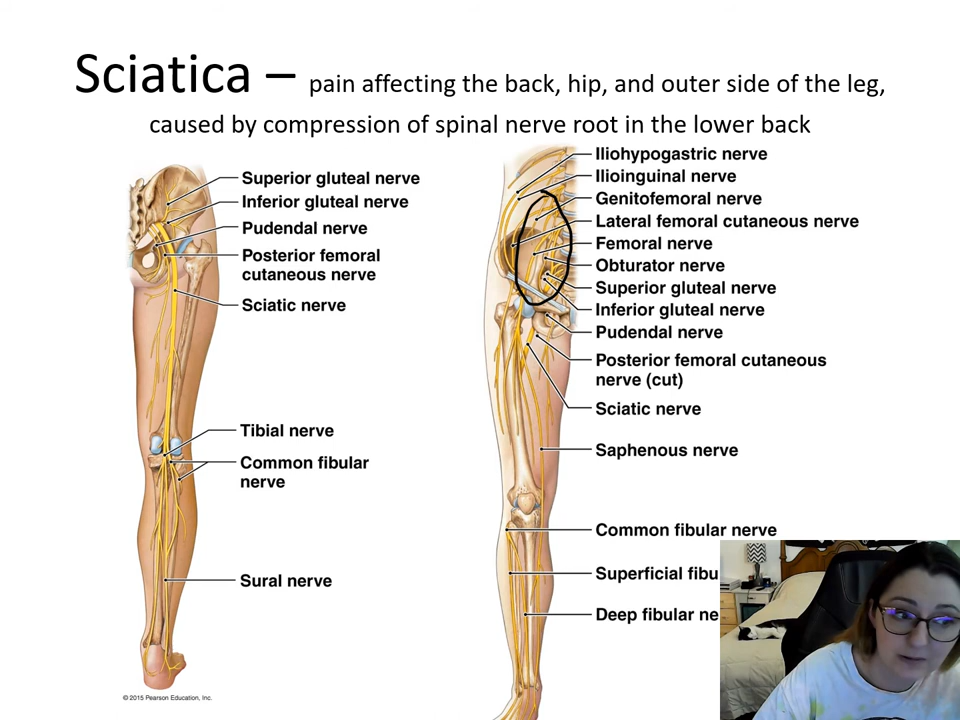 Sciatica – pain affecting the back, hip, and outer side of the leg,
caused by compression of spinal nerve root in the lower back
Superior gluteal nerve
Inferior gluteal nerve
Pudendal nerve
Posterior femoral
cutaneous nerve
Sciatic nerve
Tibial nerve
Common fibular
nerve
Sural nerve
© 2015 Pearson Education, Inc.
Iliohypogastric nerve
Ilioinguinal nerve
Genitofemoral nerve
Lateral femoral cutaneous nerve
Femoral nerve
Obturator nerve
Superior gluteal nerve
Inferior gluteal nerve
Pudendal nerve
Posterior femoral cutaneous
nerve (cut)
Sciatic nerve
Saphenous nerve
Common fibular nerve
Superficial fibu
Deep fibular ne